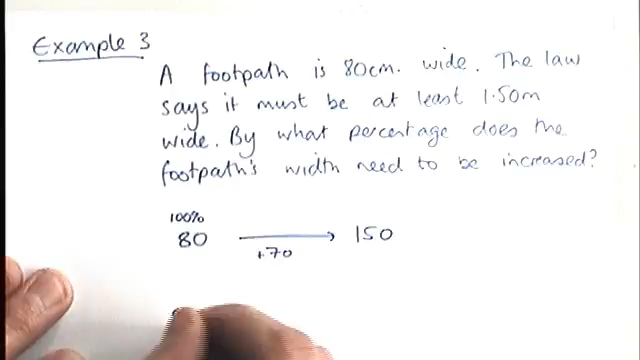 Example 3
A footpath is 80cm. wide. The law
says it must be at least 1.50m
wide. By what percentage does the
footpath's width need to be increased?
100%
80 → 150
+70